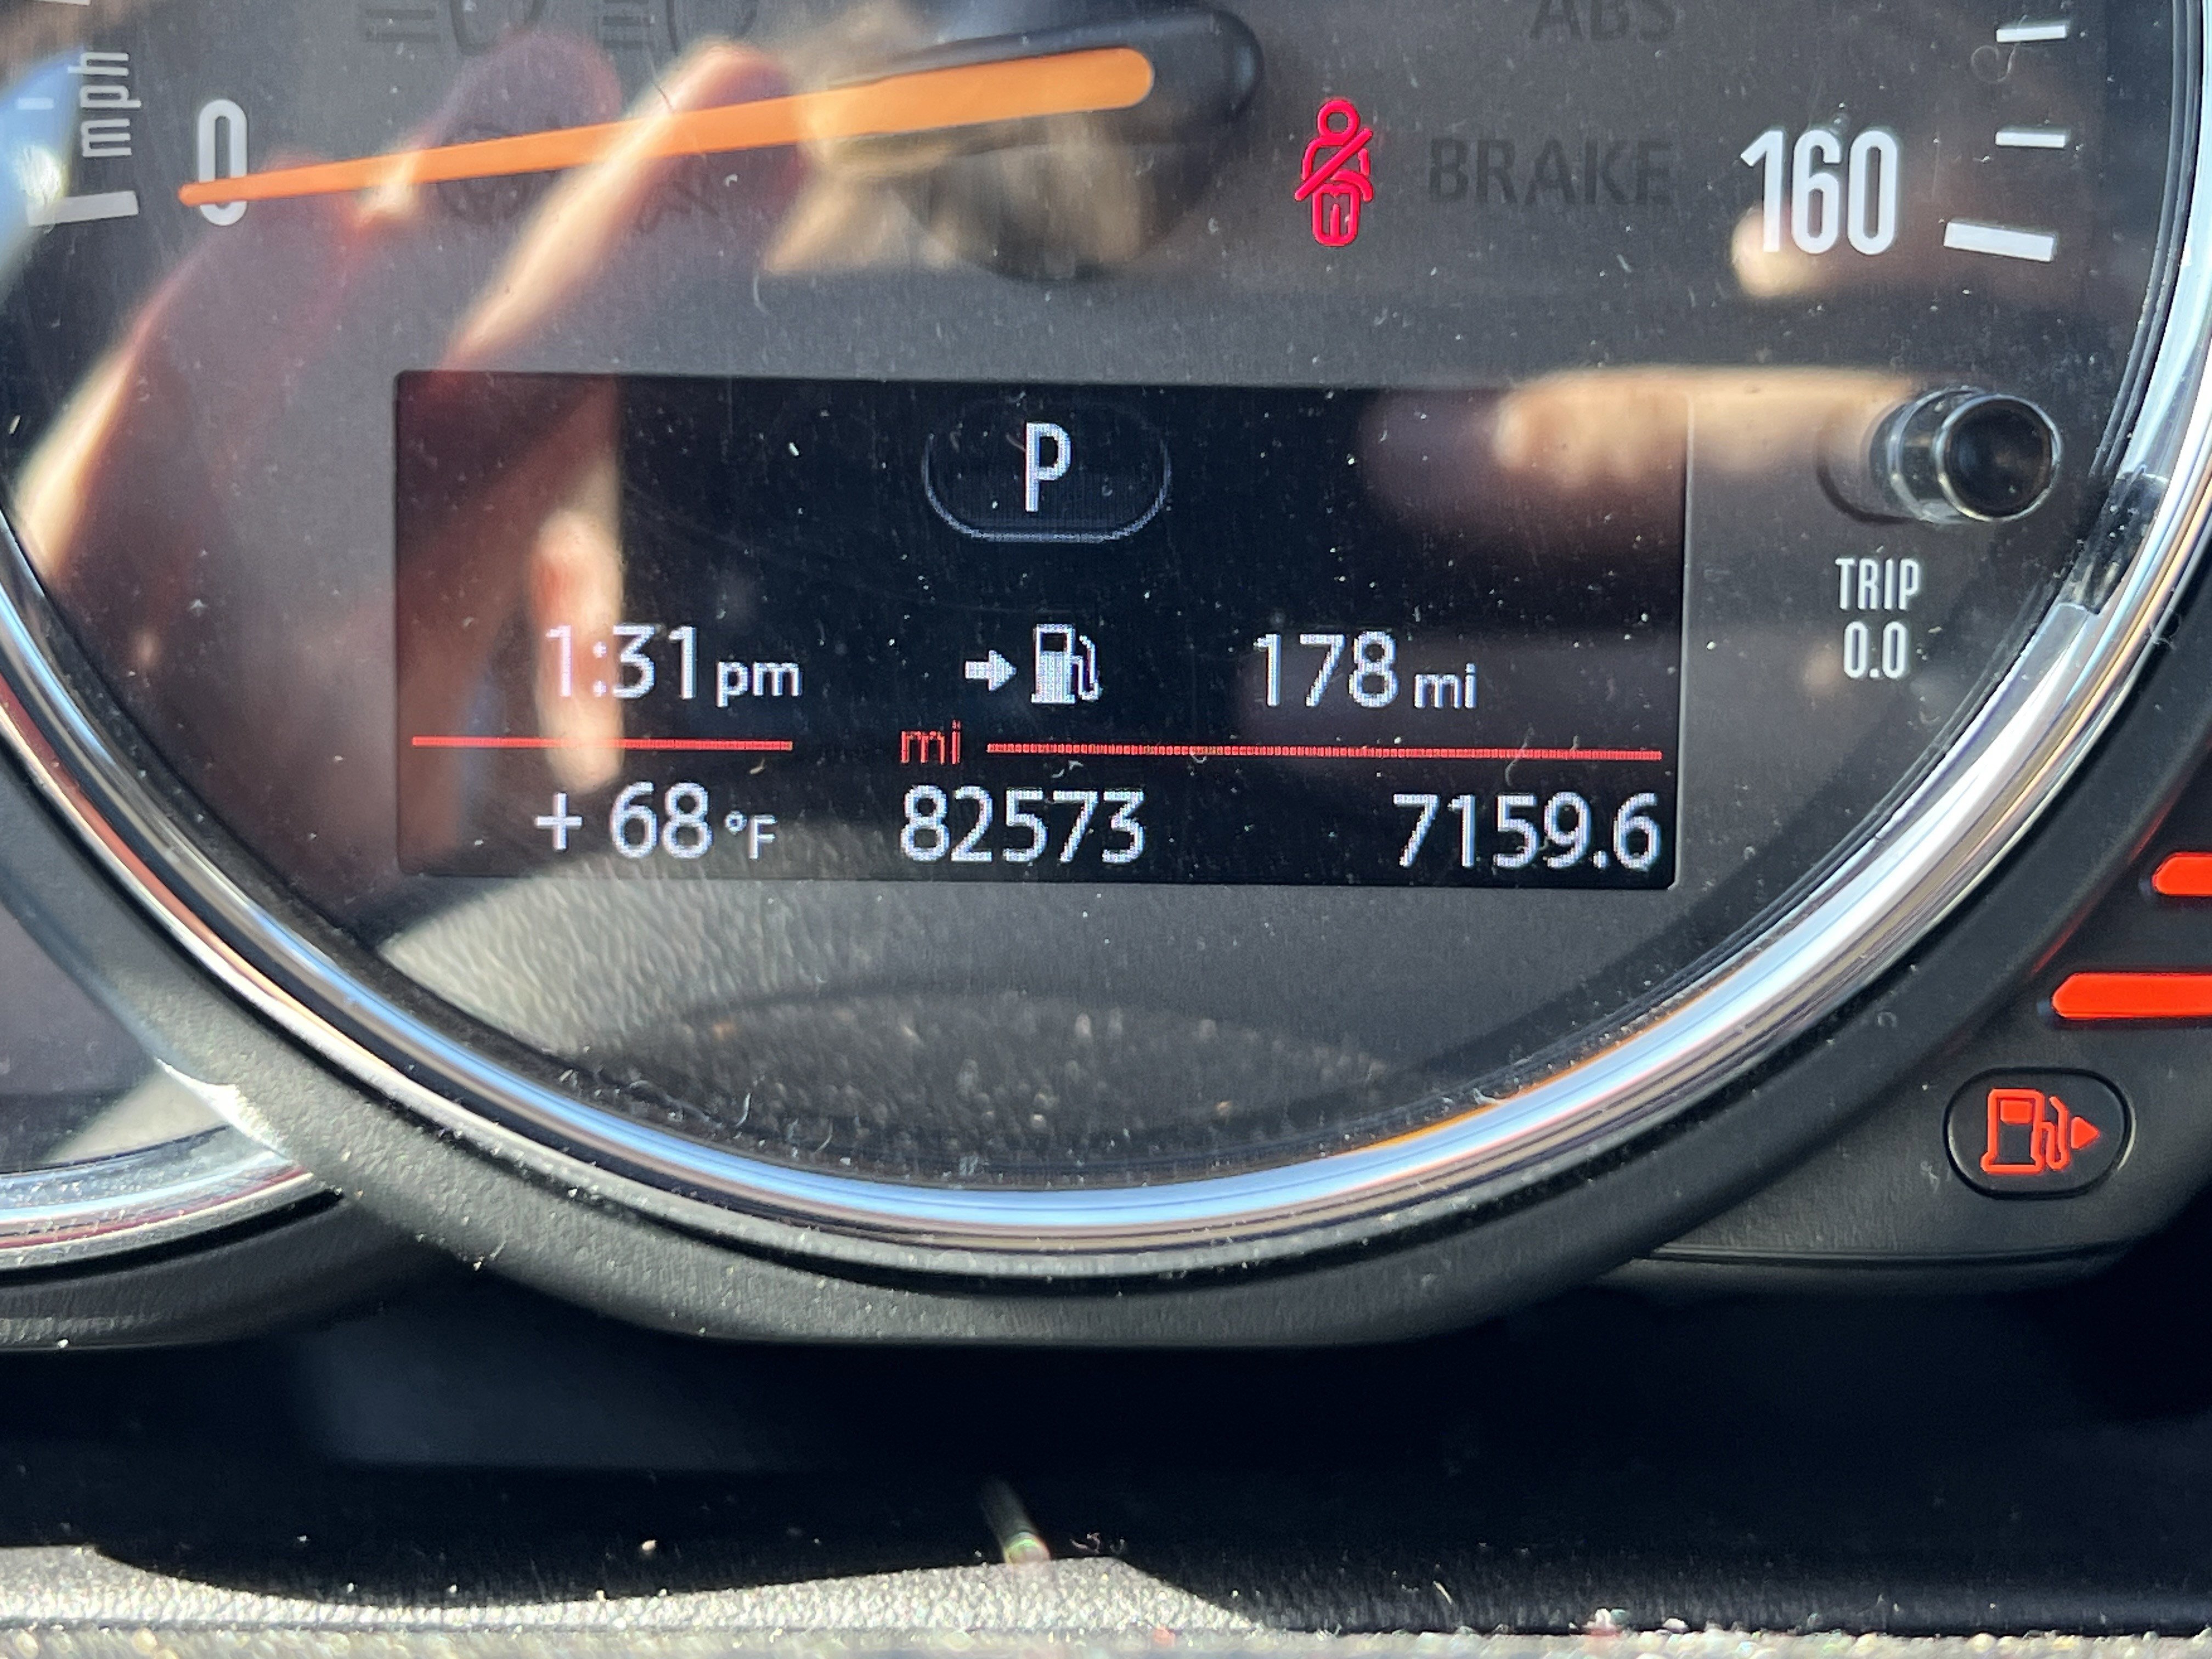 ABS
mph
0
BRAKE
160
P
1:31 pm
178 mi
TRIP
0.0
mi
+ 68 °F
82573
7159.6